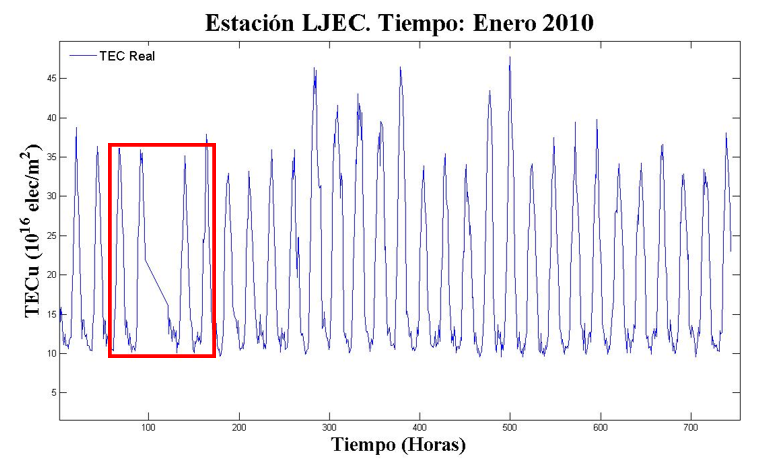 Estación LJEC. Tiempo: Enero 2010
TEC Real
45
40
35
30
25
20
15
10
5
TECu (10¹⁶ elec/m²)
100 200 300 400 500 600 700
Tiempo (Horas)